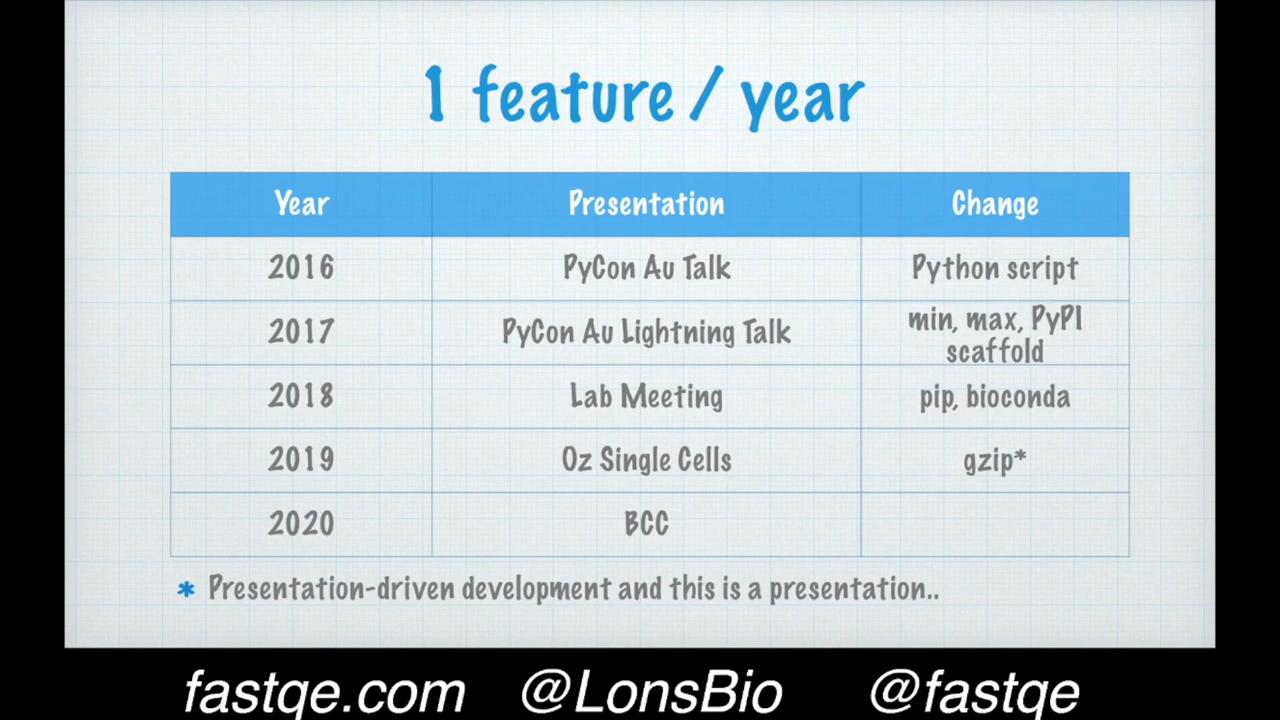 1 feature / year
Year Presentation Change
2016 PyCon Au Talk Python script
2017 PyCon Au Lightning Talk min, max, PyPI
scaffold
2018 Lab Meeting pip, bioconda
2019 Oz Single Cells gzip*
2020 BCC
* Presentation-driven development and this is a presentation..
fastqe.com @LonsBio @fastqe